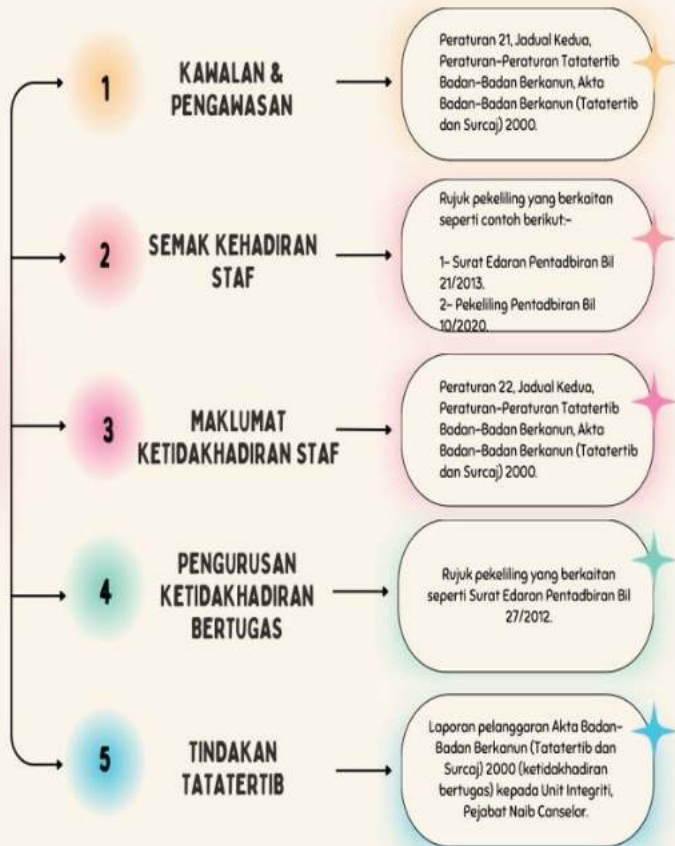 1
KAWALAN &
PENGAWASAN
Peraturan 21, Jadual Kedua,
Peraturan-Peraturan Tatatertib
Badan-Badan Berkanun, Akta
Badan-Badan Berkanun (Tatatertib
dan Surcaj) 2000.
2
SEMAK KEHADIRAN
STAF
Rujuk pekeliling yang berkaitan
seperti contoh berikut:-
1- Surat Edaran Pentadbiran Bil
21/2013.
2- Pekeliling Pentadbiran Bil
10/2020.
3
MAKLUMAT
KETIDAKHADIRAN STAF
Peraturan 22, Jadual Kedua,
Peraturan-Peraturan Tatatertib
Badan-Badan Berkanun, Akta
Badan-Badan Berkanun (Tatatertib
dan Surcaj) 2000.
4
PENGURUSAN
KETIDAKHADIRAN
BERTUGAS
Rujuk pekeliling yang berkaitan
seperti Surat Edaran Pentadbiran Bil
27/2012.
5
TINDAKAN
TATATERTIB
Laporan pelanggaran Akta Badan-
Badan Berkanun (Tatatertib dan
Surcaj) 2000 (ketidakhadiran
bertugas) kepada Unit Integriti,
Pejabat Naib Canselor.